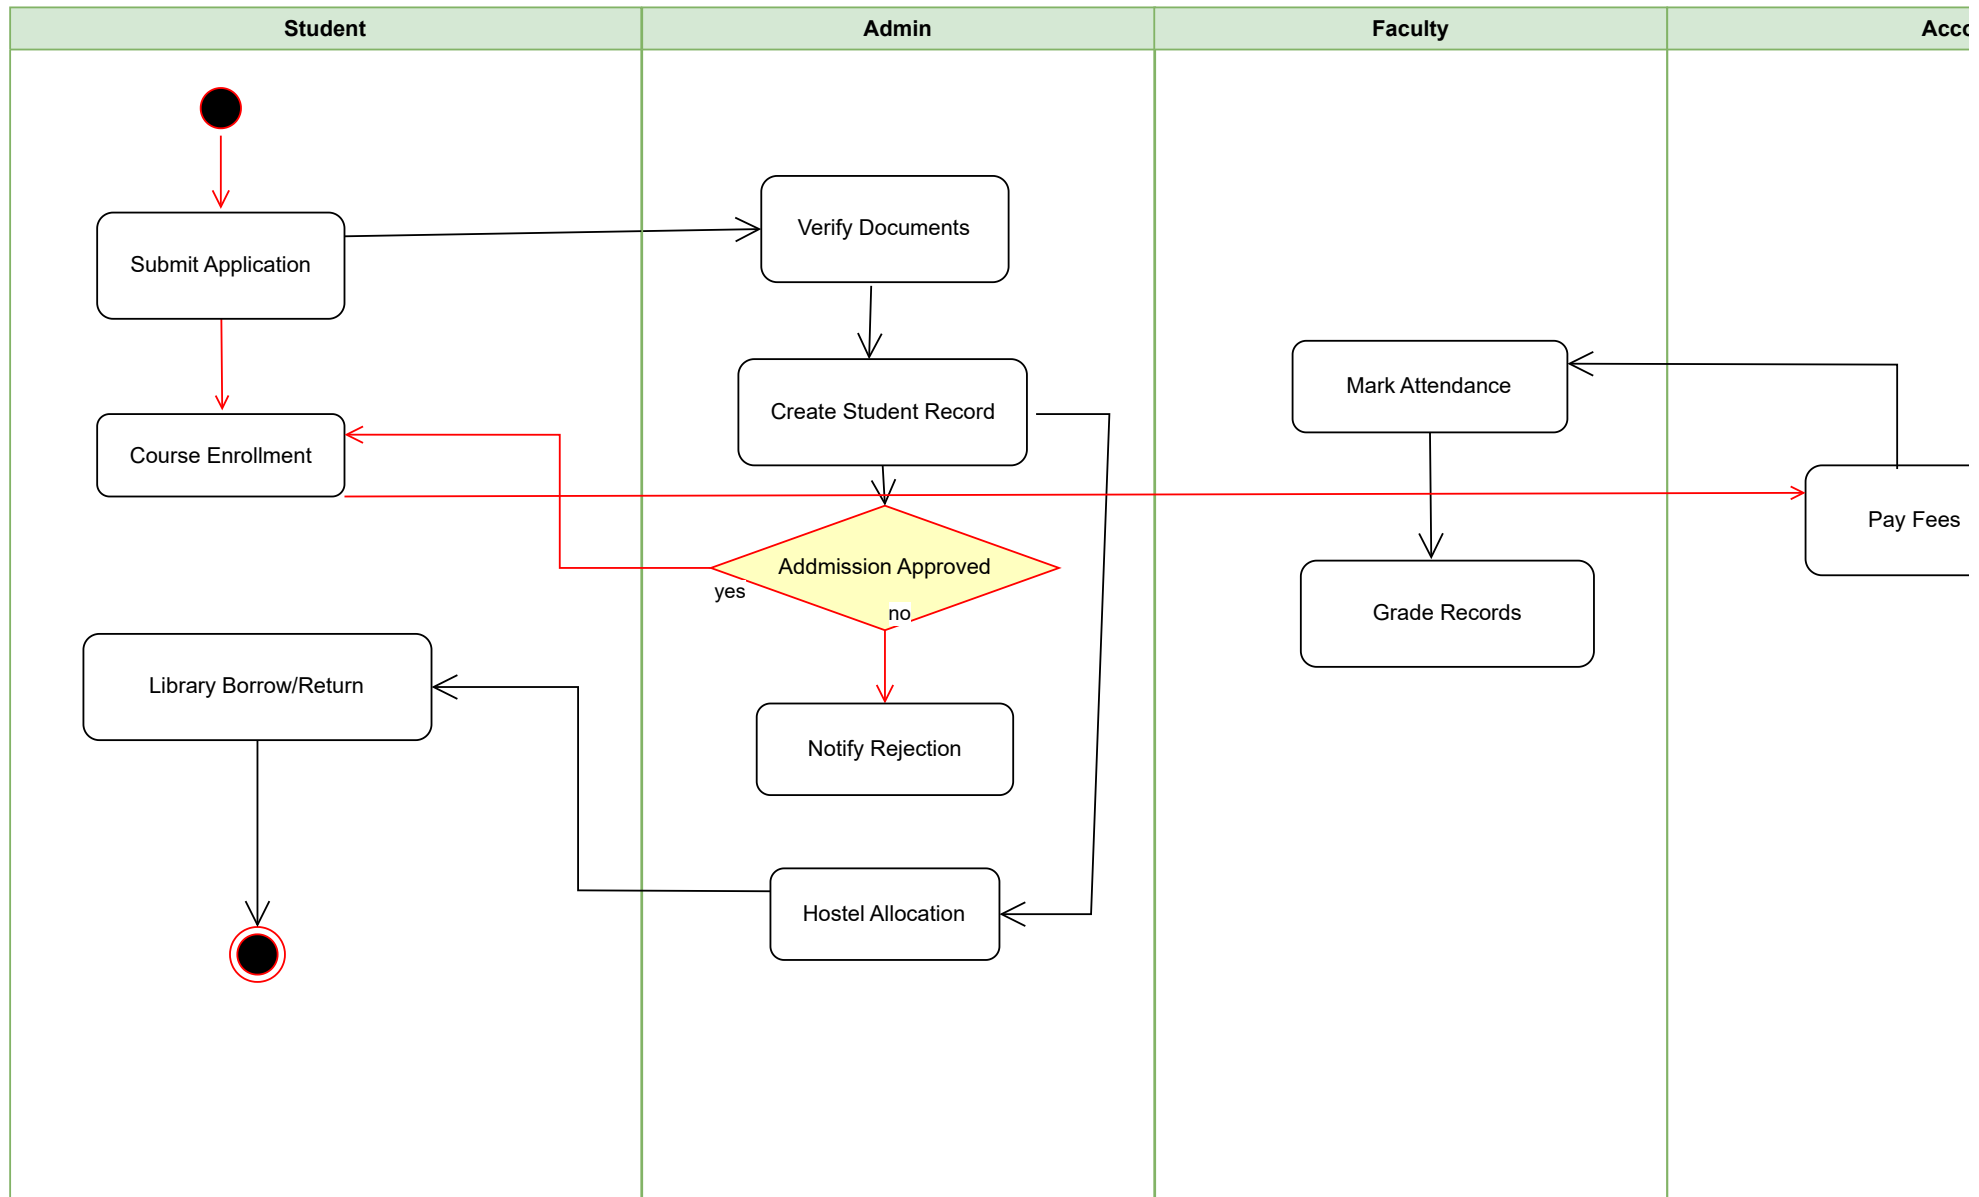 Student
Admin
Faculty
Acco
Submit Application
Verify Documents
Create Student Record
Mark Attendance
Course Enrollment
Pay Fees
Addmission Approved
yes
no
Grade Records
Library Borrow/Return
Notify Rejection
Hostel Allocation